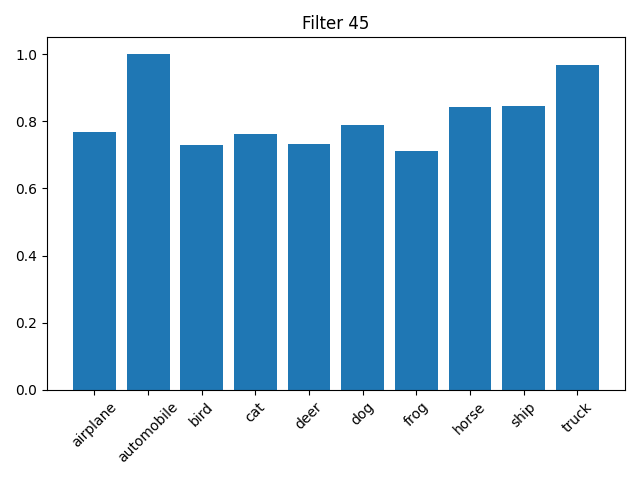 Filter 45
1.0
0.8
0.6
0.4
0.2
0.0
airplane
automobile
bird
cat
deer
dog
frog
horse
ship
truck